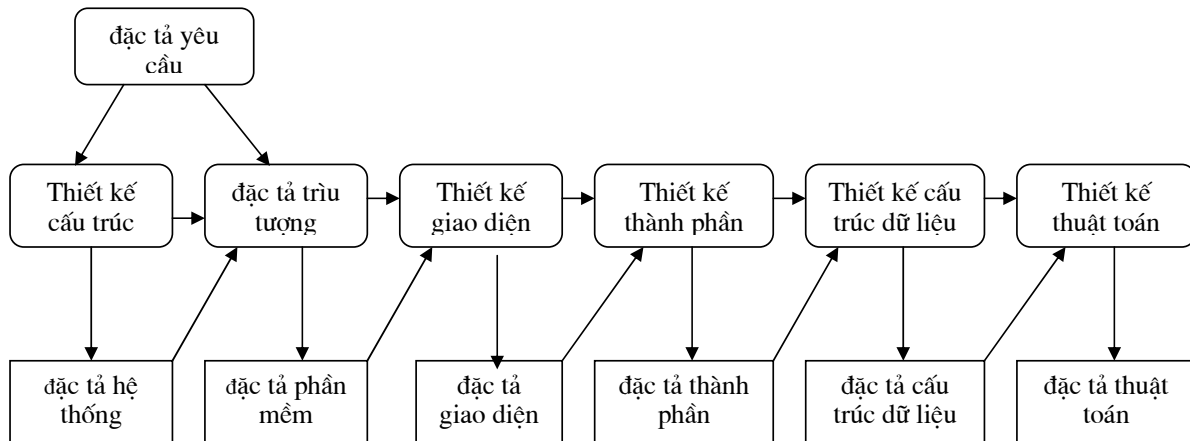 đặc tả yêu
cầu
Thiết kế
cấu trúc
đặc tả trìu
tượng
Thiết kế
giao diện
Thiết kế
thành phần
Thiết kế cấu
trúc dữ liệu
Thiết kế
thuật toán
đặc tả hệ
thống
đặc tả phần
mềm
đặc tả
giao diện
đặc tả thành
phần
đặc tả cấu
trúc dữ liệu
đặc tả thuật
toán